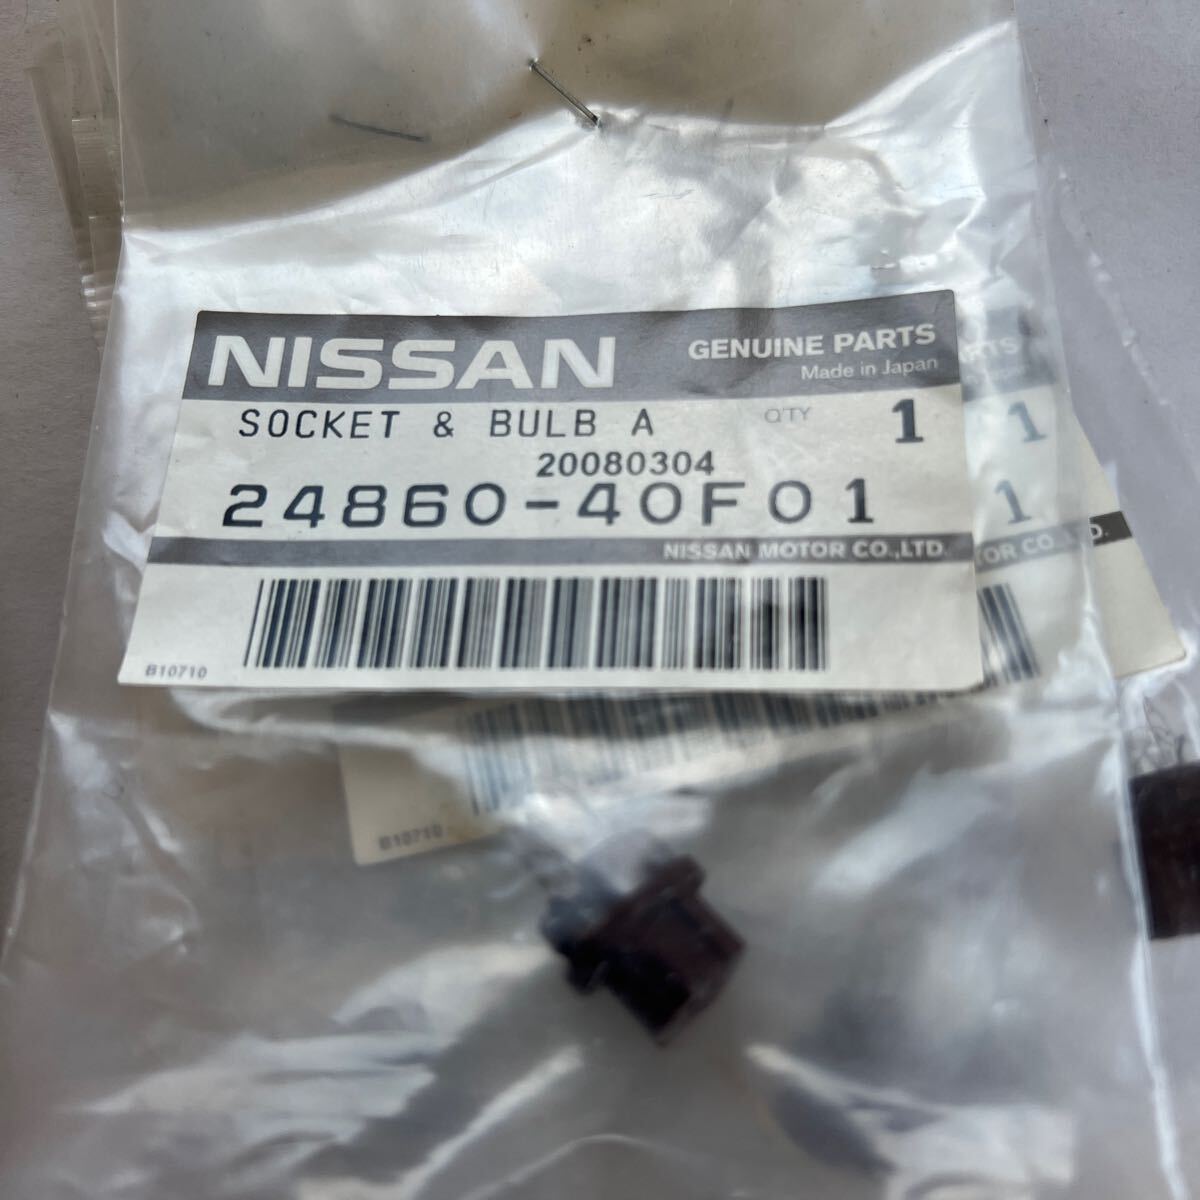 NISSAN GENUINE PARTS
Made in Japan
SOCKET & BULB A QTY 1
20080304
24860-40F01
NISSAN MOTOR CO.,LTD.
B10710
1
1
B10710